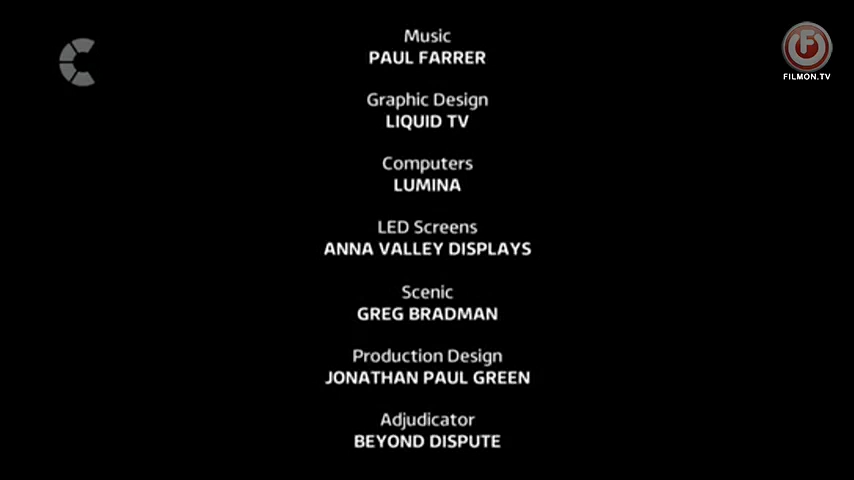 Music
PAUL FARRER
FILMON.TV
Graphic Design
LIQUID TV
Computers
LUMINA
LED Screens
ANNA VALLEY DISPLAYS
Scenic
GREG BRADMAN
Production Design
JONATHAN PAUL GREEN
Adjudicator
BEYOND DISPUTE